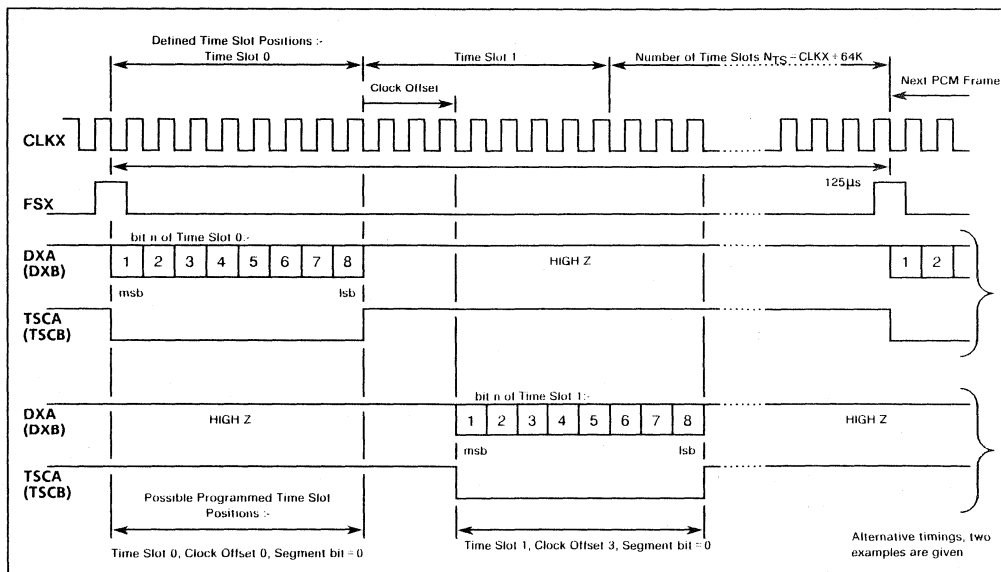 Defined Time Slot Positions :-
Time Slot 0
Time Slot 1
Number of Time Slots NTS = CLKX ÷ 64K
Clock Offset
Next PCM Frame
CLKX
125µs
FSX
bit n of Time Slot 0:-
DXA
(DXB)
1 2 3 4 5 6 7 8
HIGH Z
1 2
msb
lsb
TSCA
(TSCB)
bit n of Time Slot 1:-
DXA
(DXB)
HIGH Z
1 2 3 4 5 6 7 8
HIGH Z
msb
lsb
TSCA
(TSCB)
Possible Programmed Time Slot
Positions :-
Time Slot 0, Clock Offset 0, Segment bit = 0
Time Slot 1, Clock Offset 3, Segment bit = 0
Alternative timings, two
examples are given